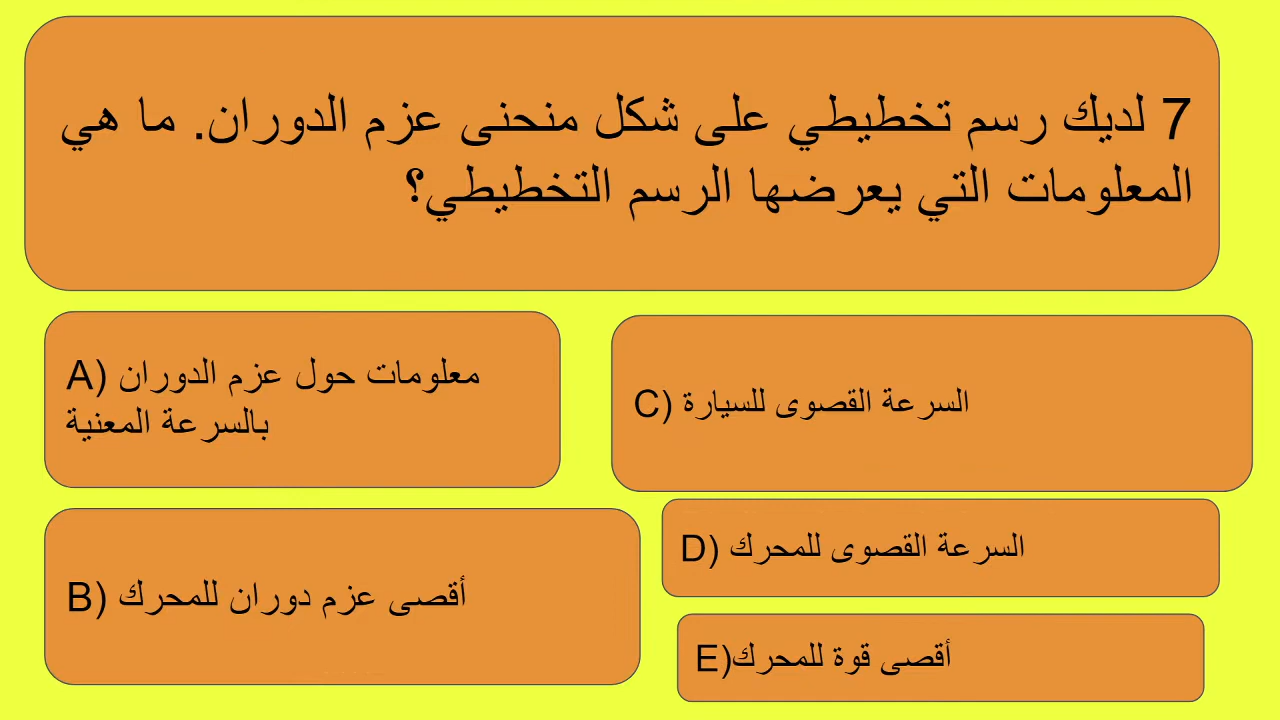 7 لديك رسم تخطيطي على شكل منحنى عزم الدوران. ما هي
المعلومات التي يعرضها الرسم التخطيطي؟
A) معلومات حول عزم الدوران
بالسرعة المعنية
B) أقصى عزم دوران للمحرك
C) السرعة القصوى للسيارة
D) السرعة القصوى للمحرك
E)أقصى قوة للمحرك